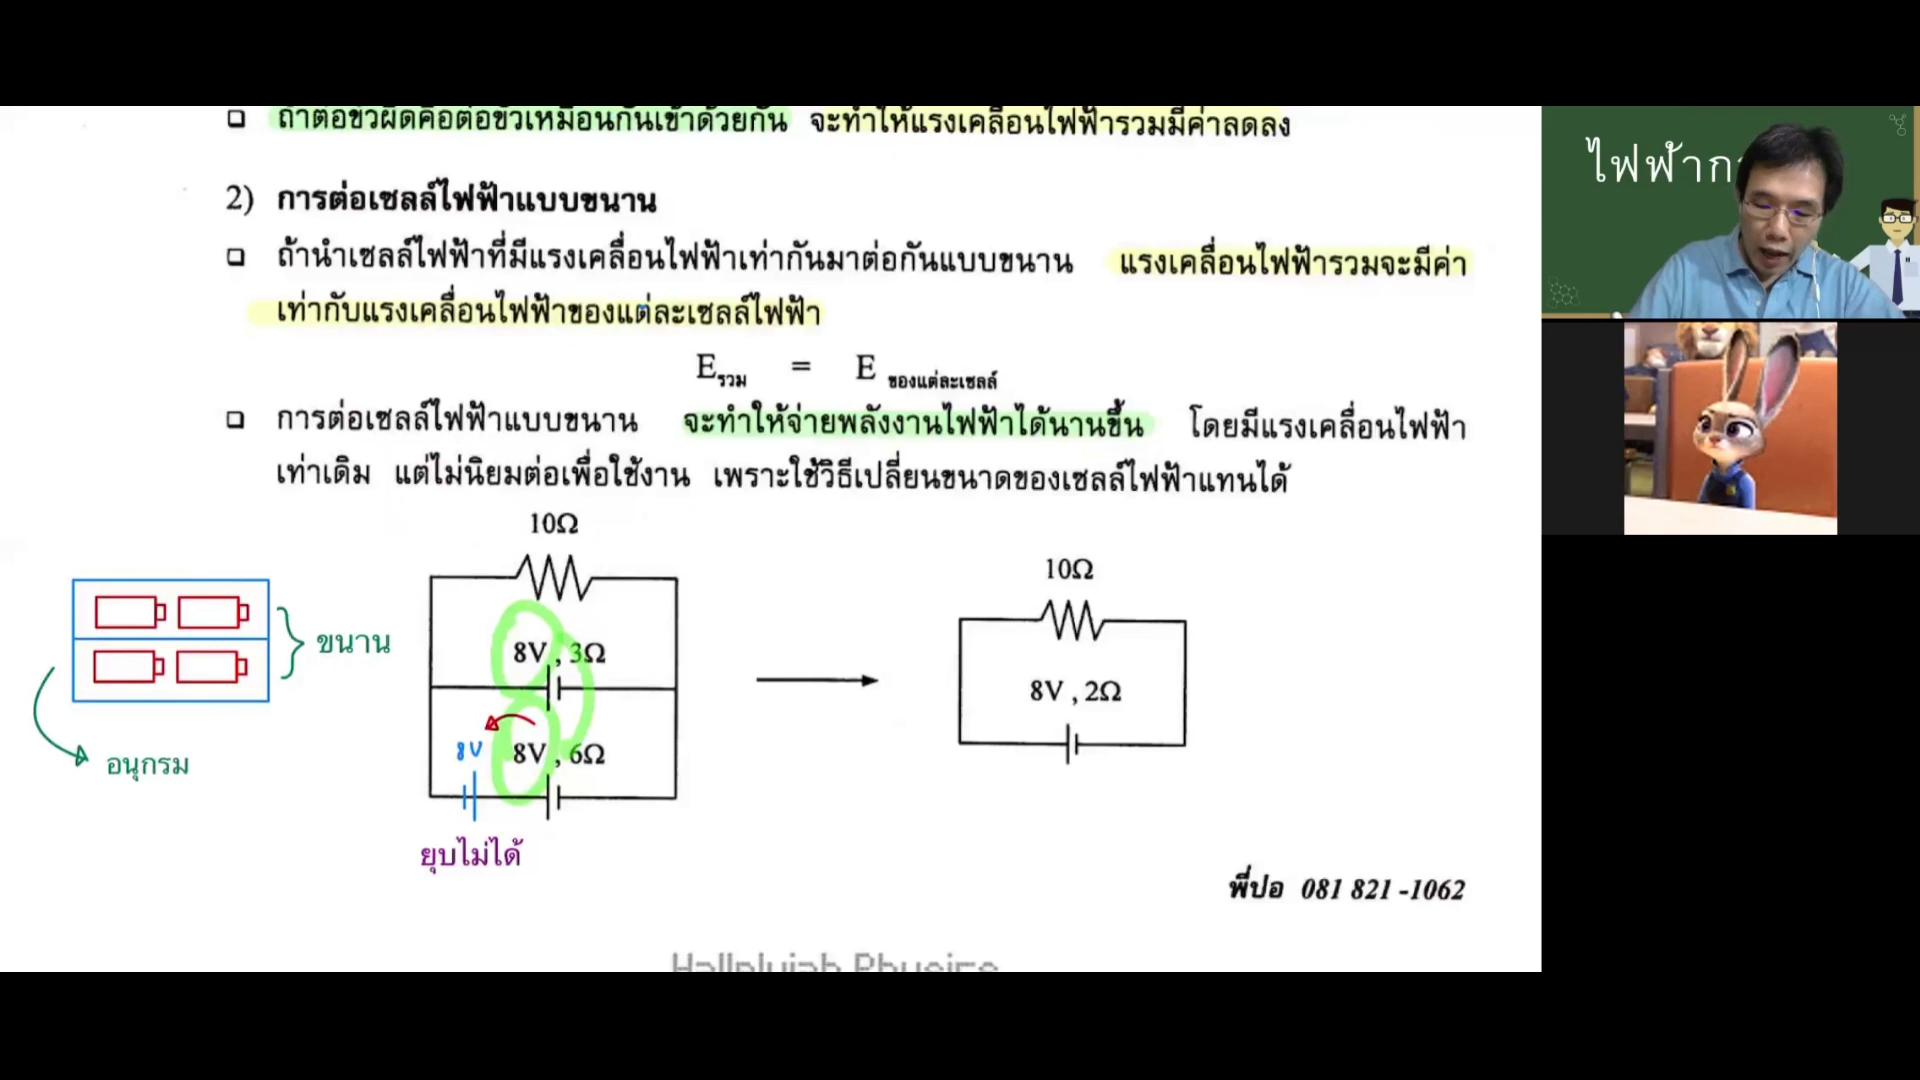 ❑ ถ้าต่อขั้วผิดคือต่อขั้วเหมือนกันเข้าด้วยกัน จะทำให้แรงเคลื่อนไฟฟ้ารวมมีค่าลดลง
2) การต่อเซลล์ไฟฟ้าแบบขนาน
❑ ถ้านำเซลล์ไฟฟ้าที่มีแรงเคลื่อนไฟฟ้าเท่ากันมาต่อกันแบบขนาน แรงเคลื่อนไฟฟ้ารวมจะมีค่า
เท่ากับแรงเคลื่อนไฟฟ้าของแต่ละเซลล์ไฟฟ้า
E รวม = E ของแต่ละเซลล์
❑ การต่อเซลล์ไฟฟ้าแบบขนาน จะทำให้จ่ายพลังงานไฟฟ้าได้นานขึ้น โดยมีแรงเคลื่อนไฟฟ้า
เท่าเดิม แต่ไม่นิยมต่อเพื่อใช้งาน เพราะใช้วิธีเปลี่ยนขนาดของเซลล์ไฟฟ้าแทนได้
ขนาน
อนุกรม
10Ω
8V , 3Ω
8V
8V , 6Ω
ยุบไม่ได้
10Ω
8V , 2Ω
พี่ปอ 081 821 -1062
Hallelujah Physics